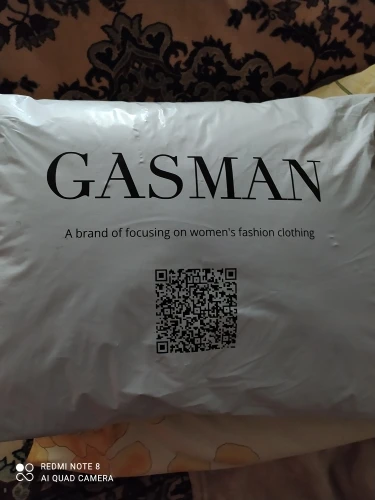 GASMAN
A brand of focusing on women's fashion clothing
REDMI NOTE 8
AI QUAD CAMERA